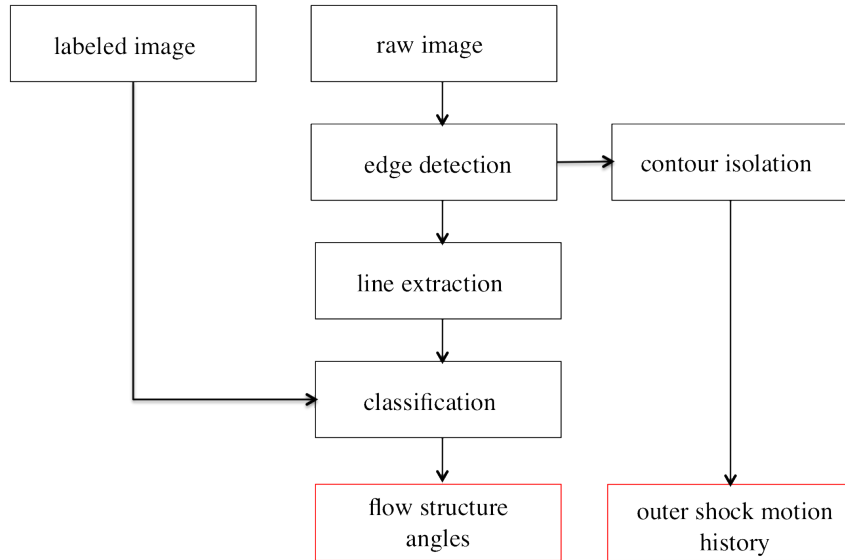 labeled image
raw image
edge detection
contour isolation
line extraction
classification
flow structure
angles
outer shock motion
history